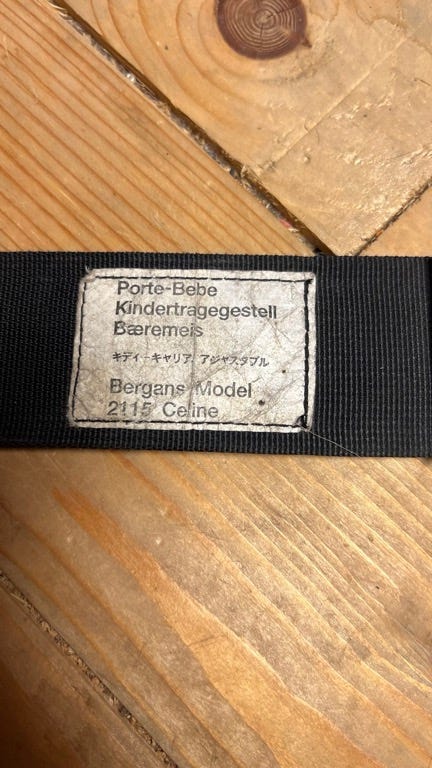 Porte-Bebe
Kindertragegestell
Bæremeis
キディーキャリア アジャスタブル
Bergans Model
2115 Celine